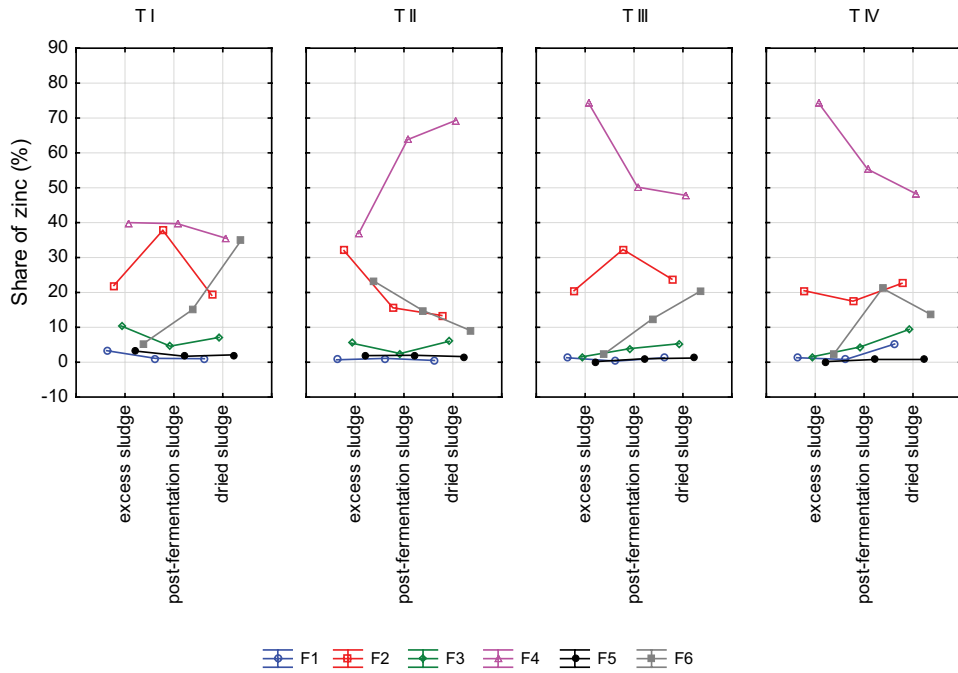 T I T II T III T IV
Share of zinc (%)
90
80
70
60
50
40
30
20
10
0
-10
excess sludge
post-fermentation sludge
dried sludge
excess sludge
post-fermentation sludge
dried sludge
excess sludge
post-fermentation sludge
dried sludge
excess sludge
post-fermentation sludge
dried sludge
F1 F2 F3 F4 F5 F6